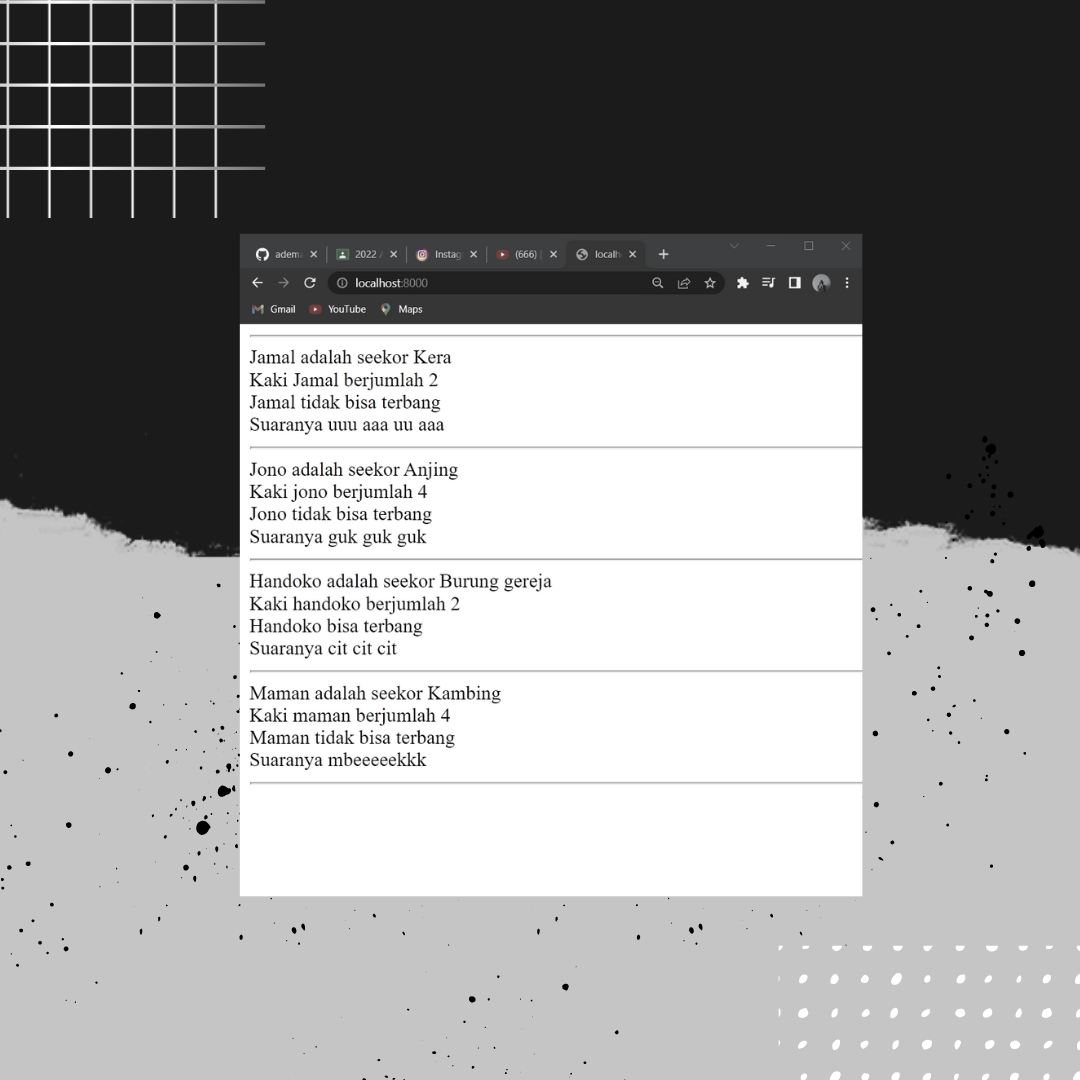 adem
2022
Instag
(666)
localh
localhost:8000
Gmail
YouTube
Maps
Jamal adalah seekor Kera
Kaki Jamal berjumlah 2
Jamal tidak bisa terbang
Suaranya uuu aaa uu aaa
Jono adalah seekor Anjing
Kaki jono berjumlah 4
Jono tidak bisa terbang
Suaranya guk guk guk
Handoko adalah seekor Burung gereja
Kaki handoko berjumlah 2
Handoko bisa terbang
Suaranya cit cit cit
Maman adalah seekor Kambing
Kaki maman berjumlah 4
Maman tidak bisa terbang
Suaranya mbeeeeekkk